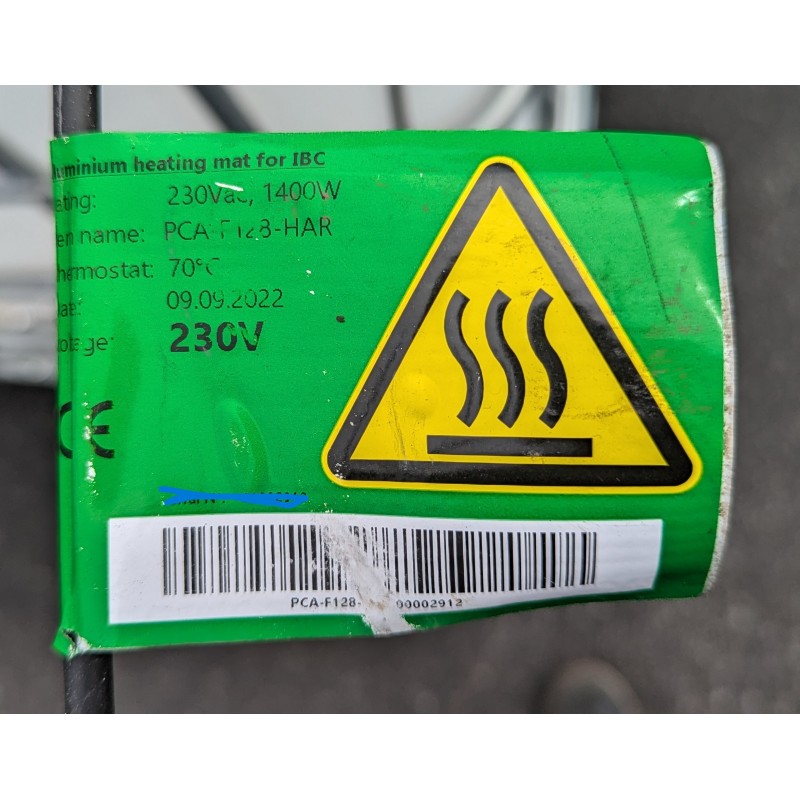 luminium heating mat for IBC
ating: 230Vac, 1400W
en name: PCA-F128-HAR
hermostat: 70°C
ate: 09.09.2022
oltage: 230V
CE
PCA-F128- 00002912